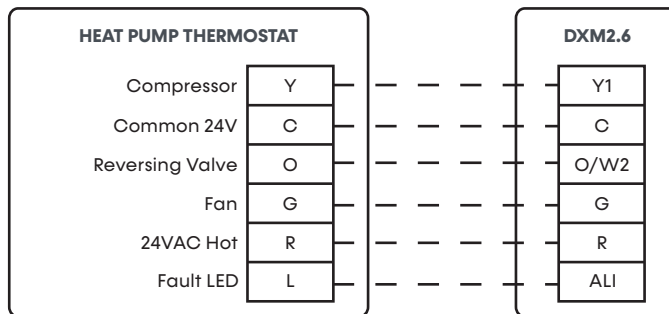 HEAT PUMP THERMOSTAT DXM2.6
Compressor Y Y1
Common 24V C C
Reversing Valve O O/W2
Fan G G
24VAC Hot R R
Fault LED L ALI